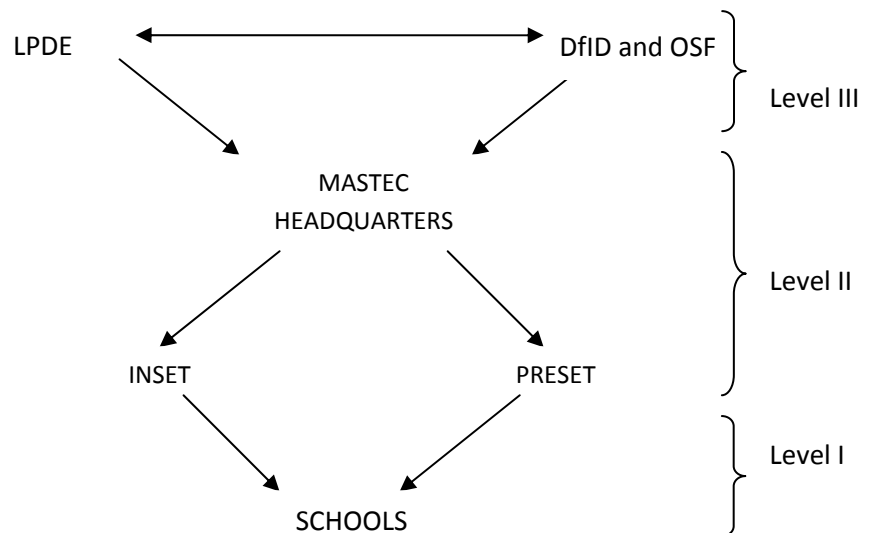 LPDE
DfID and OSF
Level III
MASTEC
HEADQUARTERS
Level II
INSET
PRESET
Level I
SCHOOLS